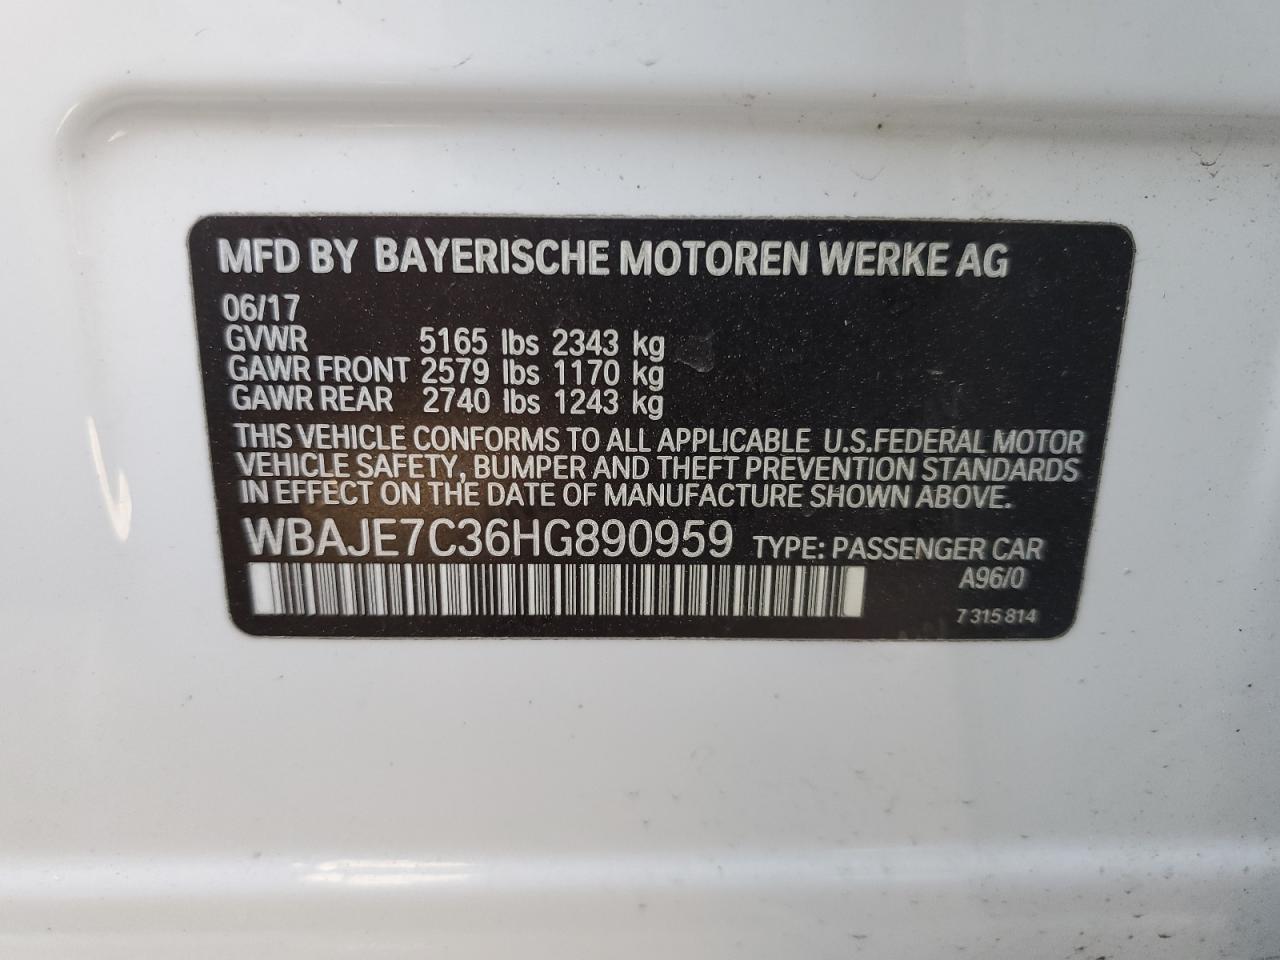 MFD BY BAYERISCHE MOTOREN WERKE AG
06/17
GVWR 5165 lbs 2343 kg
GAWR FRONT 2579 lbs 1170 kg
GAWR REAR 2740 lbs 1243 kg
THIS VEHICLE CONFORMS TO ALL APPLICABLE U.S.FEDERAL MOTOR
VEHICLE SAFETY, BUMPER AND THEFT PREVENTION STANDARDS
IN EFFECT ON THE DATE OF MANUFACTURE SHOWN ABOVE.
WBAJE7C36HG890959 TYPE: PASSENGER CAR
A96/0
7 315 814